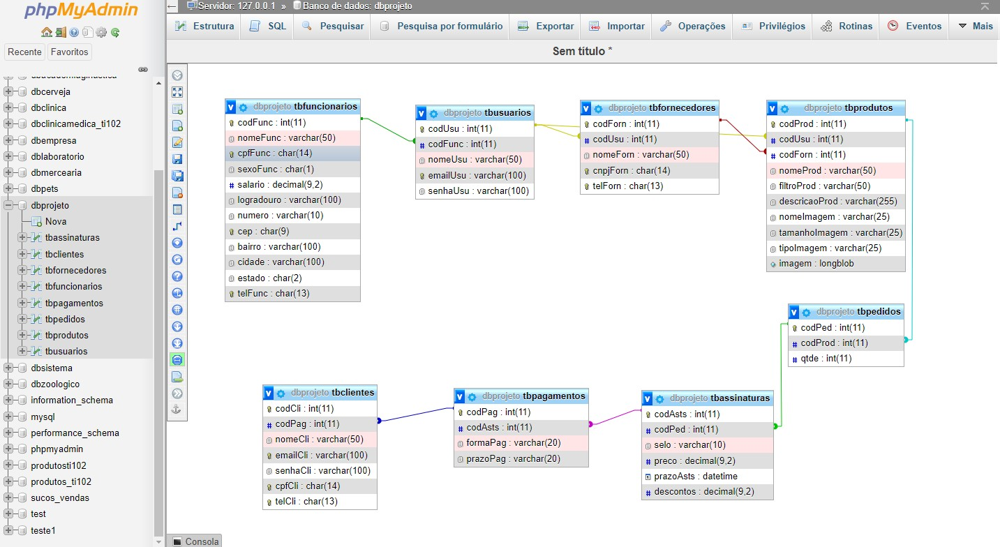 phpMyAdmin
Recente Favoritos
dbcerveja
dbclinica
dbclinicamedica_ti102
dbempresa
dblaboratorio
dbmercearia
dbpets
dbprojeto
Nova
tbassinaturas
tbclientes
tbfornecedores
tbfuncionarios
tbpagamentos
tbpedidos
tbprodutos
tbusuarios
dbsistema
dbzoologico
information_schema
mysql
performance_schema
phpmyadmin
produtosti102
produtos_ti102
sucos_vendas
test
teste1
Servidor: 127.0.0.1 » Banco de dados: dbprojeto
Estrutura SQL Pesquisar Pesquisa por formulário Exportar Importar Operações Privilégios Rotinas Eventos Mais
Sem título *
dbprojeto tbfuncionarios
codFunc : int(11)
nomeFunc : varchar(50)
cpfFunc : char(14)
sexoFunc : char(1)
salario : decimal(9,2)
logradouro : varchar(100)
numero : varchar(10)
cep : char(9)
bairro : varchar(100)
cidade : varchar(100)
estado : char(2)
telFunc : char(13)
dbprojeto tbusuarios
codUsu : int(11)
codFunc : int(11)
nomeUsu : varchar(50)
emailUsu : varchar(100)
senhaUsu : varchar(100)
dbprojeto tbfornecedores
codForn : int(11)
codUsu : int(11)
nomeForn : varchar(50)
cnpjForn : char(14)
telForn : char(13)
dbprojeto tbprodutos
codProd : int(11)
codUsu : int(11)
codForn : int(11)
nomeProd : varchar(50)
filtroProd : varchar(50)
descricaoProd : varchar(255)
nomeImagem : varchar(25)
tamanhoImagem : varchar(25)
tipoImagem : varchar(25)
imagem : longblob
dbprojeto tbpedidos
codPed : int(11)
codProd : int(11)
qtde : int(11)
dbprojeto tbclientes
codCli : int(11)
codPag : int(11)
nomeCli : varchar(50)
emailCli : varchar(100)
senhaCli : varchar(100)
cpfCli : char(14)
telCli : char(13)
dbprojeto tbpagamentos
codPag : int(11)
codAsts : int(11)
formaPag : varchar(20)
prazoPag : varchar(20)
dbprojeto tbassinaturas
codAsts : int(11)
codPed : int(11)
selo : varchar(10)
preco : decimal(9,2)
prazoAsts : datetime
descontos : decimal(9,2)
Consola